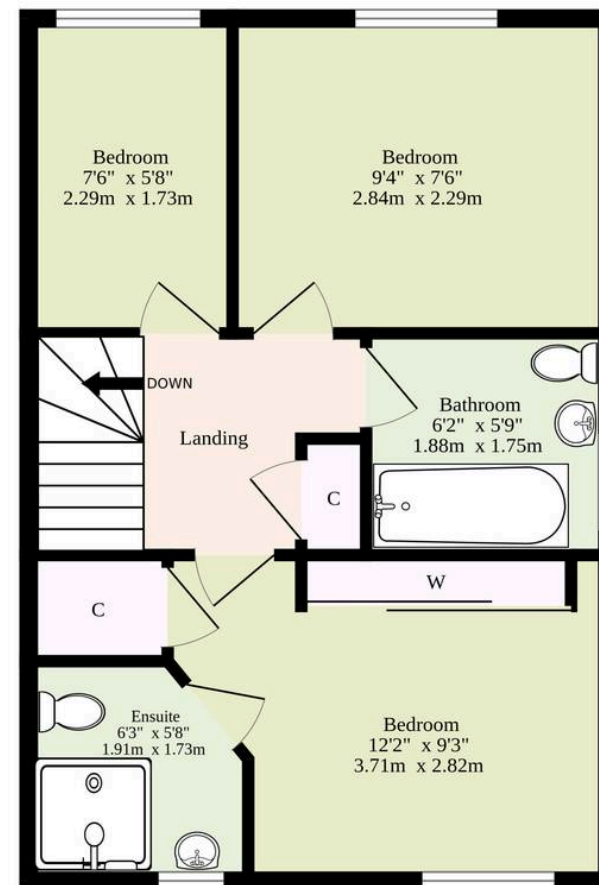 Bedroom
7'6" x 5'8"
2.29m x 1.73m
Bedroom
9'4" x 7'6"
2.84m x 2.29m
DOWN
Landing
Bathroom
6'2" x 5'9"
1.88m x 1.75m
C
W
C
Ensuite
6'3" x 5'8"
1.91m x 1.73m
Bedroom
12'2" x 9'3"
3.71m x 2.82m